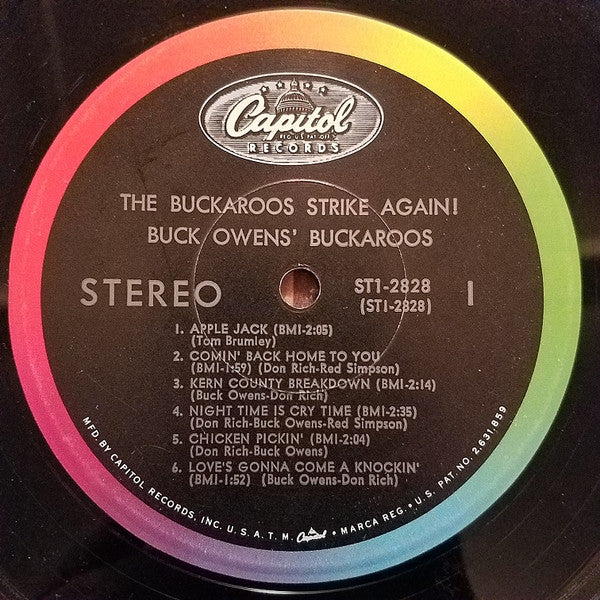 Capitol
REG. U.S. PAT. OFF.
RECORDS
THE BUCKAROOS STRIKE AGAIN!
BUCK OWENS' BUCKAROOS
STEREO
ST1-2828
(ST1-2828)
1
1. APPLE JACK (BMI-2:05)
(Tom Brumley)
2. COMIN' BACK HOME TO YOU
(BMI-1:59) (Don Rich-Red Simpson)
3. KERN COUNTY BREAKDOWN (BMI-2:14)
(Buck Owens-Don Rich)
4. NIGHT TIME IS CRY TIME (BMI-2:35)
(Don Rich-Buck Owens-Red Simpson)
5. CHICKEN PICKIN' (BMI-2:04)
(Don Rich-Buck Owens)
6. LOVE'S GONNA COME A KNOCKIN'
(BMI-1:52) (Buck Owens-Don Rich)
MFD. BY CAPITOL RECORDS, INC. U.S.A. T.M. Capitol • MARCA REG. • U.S. PAT. NO. 2,631,859